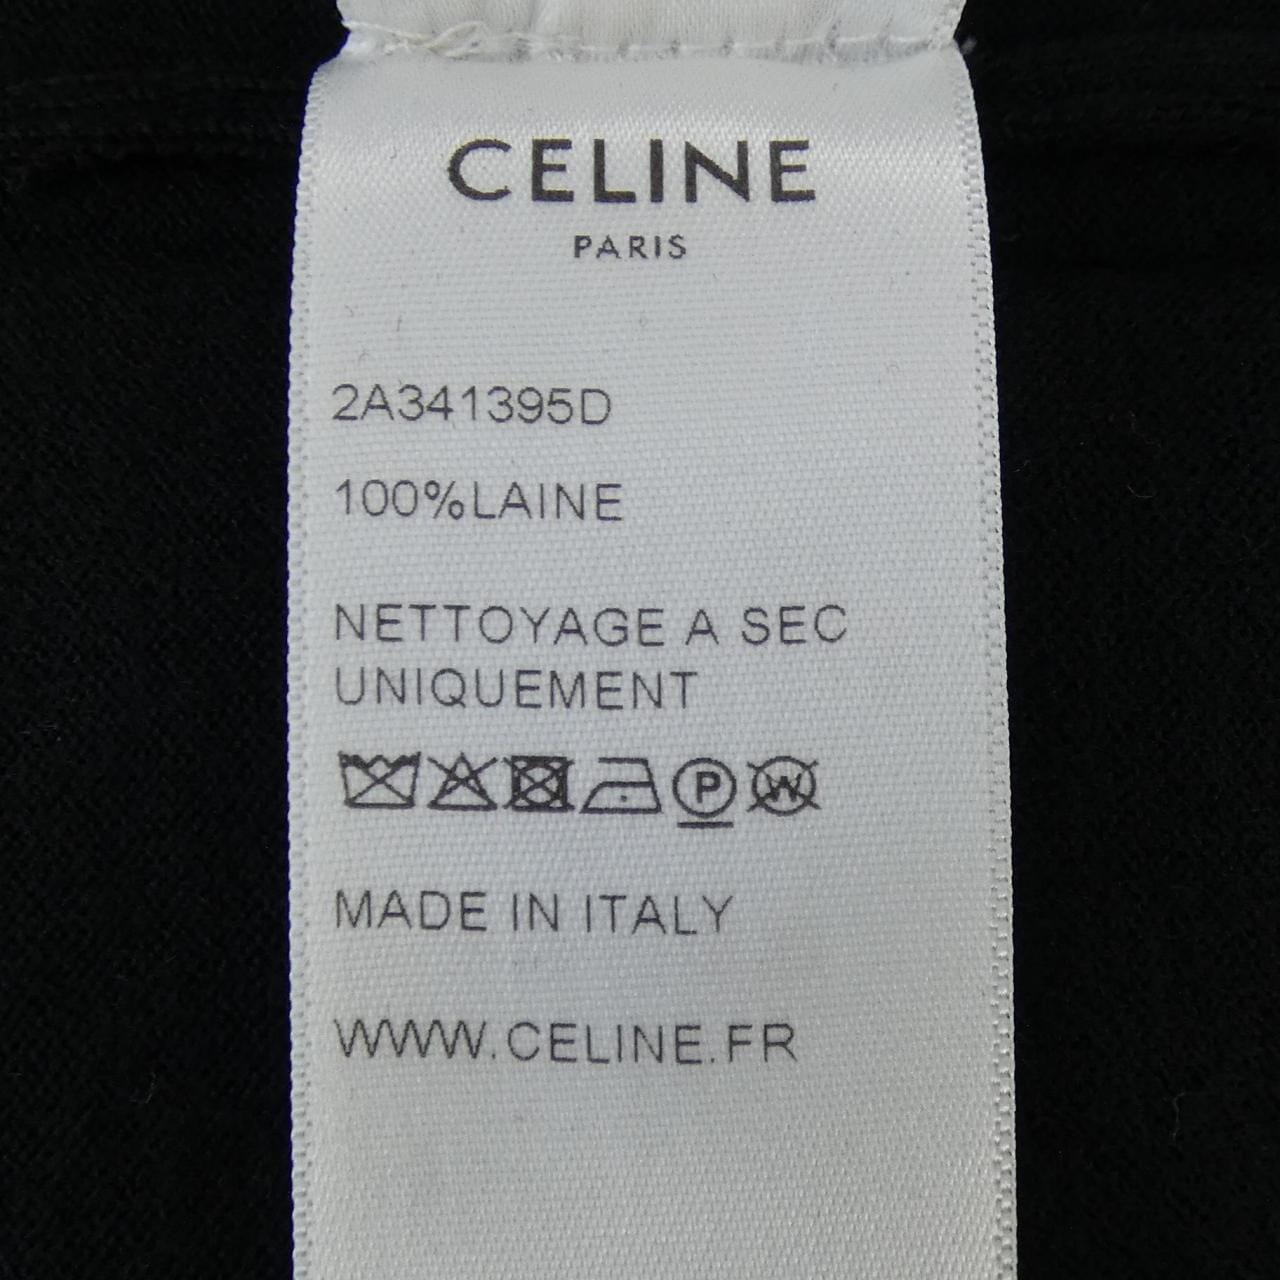 CELINE
PARIS
2A341395D
100%LAINE
NETTOYAGE A SEC
UNIQUEMENT
P W
MADE IN ITALY
WWW.CELINE.FR